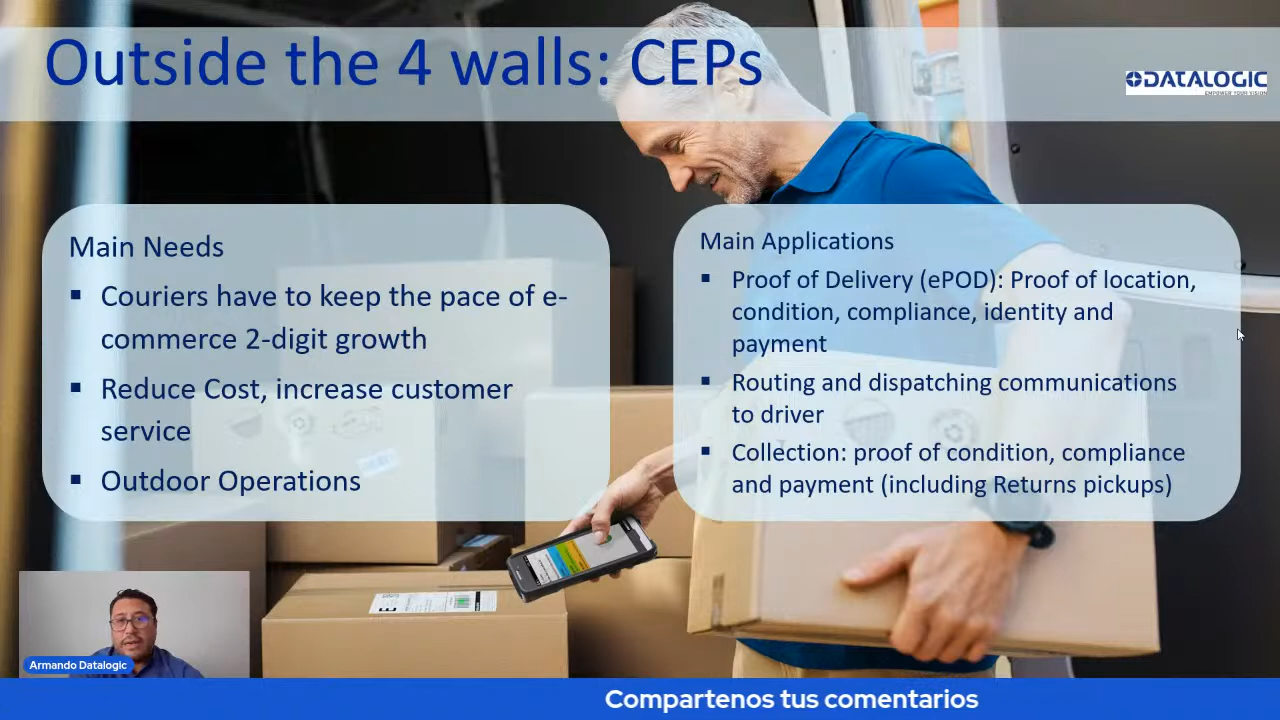 Outside the 4 walls: CEPs
DATALOGIC
EMPOWER YOUR VISION
Main Needs
▪ Couriers have to keep the pace of e-
commerce 2-digit growth
▪ Reduce Cost, increase customer
service
▪ Outdoor Operations
Main Applications
▪ Proof of Delivery (ePOD): Proof of location,
condition, compliance, identity and
payment
▪ Routing and dispatching communications
to driver
▪ Collection: proof of condition, compliance
and payment (including Returns pickups)
Armando Datalogic
Compartenos tus comentarios